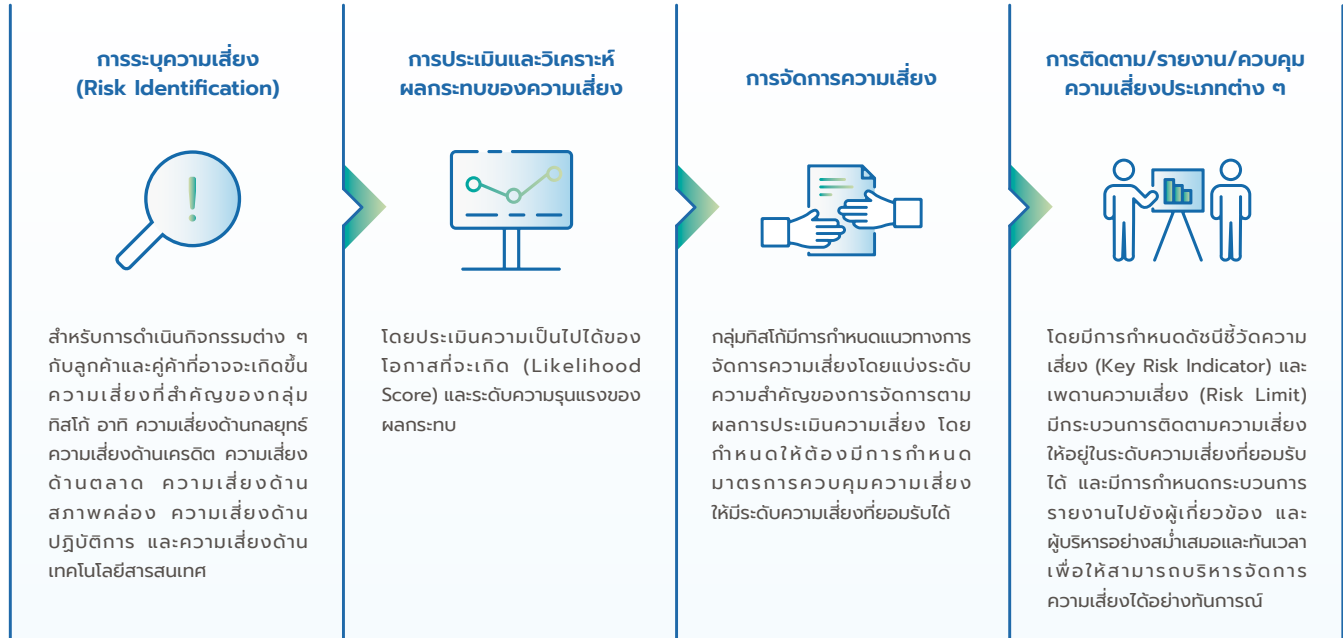 การระบุความเสี่ยง
(Risk Identification)
สำหรับการดำเนินกิจกรรมต่าง ๆ
กับลูกค้าและคู่ค้าที่อาจจะเกิดขึ้น
ความเสี่ยงที่สำคัญของกลุ่ม
ทิสโก้ อาทิ ความเสี่ยงด้านกลยุทธ์
ความเสี่ยงด้านเครดิต ความเสี่ยง
ด้านตลาด ความเสี่ยงด้าน
สภาพคล่อง ความเสี่ยงด้าน
ปฏิบัติการ และความเสี่ยงด้าน
เทคโนโลยีสารสนเทศ
การประเมินและวิเคราะห์
ผลกระทบของความเสี่ยง
โดยประเมินความเป็นไปได้ของ
โอกาสที่จะเกิด (Likelihood
Score) และระดับความรุนแรงของ
ผลกระทบ
การจัดการความเสี่ยง
กลุ่มทิสโก้มีการกำหนดแนวทางการ
จัดการความเสี่ยงโดยแบ่งระดับ
ความสำคัญของการจัดการตาม
ผลการประเมินความเสี่ยง โดย
กำหนดให้ต้องมีการกำหนด
มาตรการควบคุมความเสี่ยง
ให้มีระดับความเสี่ยงที่ยอมรับได้
การติดตาม/รายงาน/ควบคุม
ความเสี่ยงประเภทต่าง ๆ
โดยมีการกำหนดดัชนีชี้วัดความ
เสี่ยง (Key Risk Indicator) และ
เพดานความเสี่ยง (Risk Limit)
มีกระบวนการติดตามความเสี่ยง
ให้อยู่ในระดับความเสี่ยงที่ยอมรับ
ได้ และมีการกำหนดกระบวนการ
รายงานไปยังผู้เกี่ยวข้อง และ
ผู้บริหารอย่างสม่ำเสมอและทันเวลา
เพื่อให้สามารถบริหารจัดการ
ความเสี่ยงได้อย่างทันการณ์